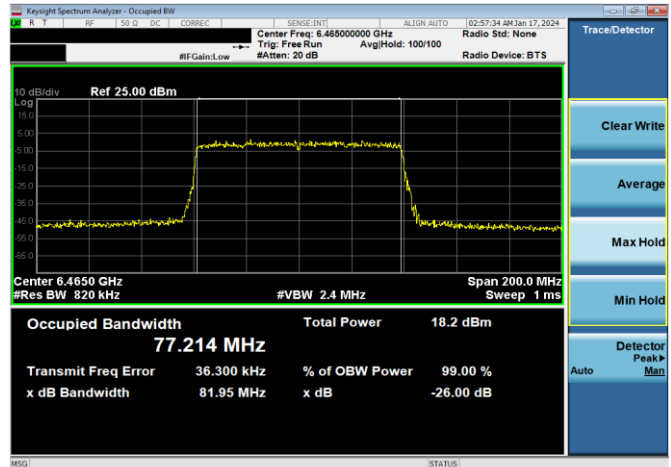 Keysight Spectrum Analyzer - Occupied BW
R T RF 50 Ω DC CORREC SENSE:INT ALIGN AUTO 02:57:34 AM Jan 17, 2024
Center Freq: 6.465000000 GHz Radio Std: None
Trig: Free Run Avg|Hold: 100/100
#IFGain:Low #Atten: 20 dB Radio Device: BTS
Trace/Detector
10 dB/div Ref 25.00 dBm
Log
15.0
5.00
-5.00
-15.0
-25.0
-35.0
-45.0
-55.0
-65.0
Center 6.4650 GHz Span 200.0 MHz
#Res BW 820 kHz #VBW 2.4 MHz Sweep 1 ms
Occupied Bandwidth Total Power 18.2 dBm
77.214 MHz
Transmit Freq Error 36.300 kHz % of OBW Power 99.00 %
x dB Bandwidth 81.95 MHz x dB -26.00 dB
Clear Write
Average
Max Hold
Min Hold
Detector
Peak▶
Auto Man
MSG STATUS